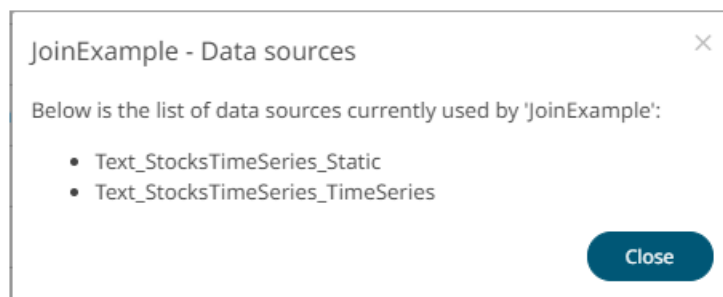 JoinExample - Data sources
Below is the list of data sources currently used by 'JoinExample':
• Text_StocksTimeSeries_Static
• Text_StocksTimeSeries_TimeSeries
Close